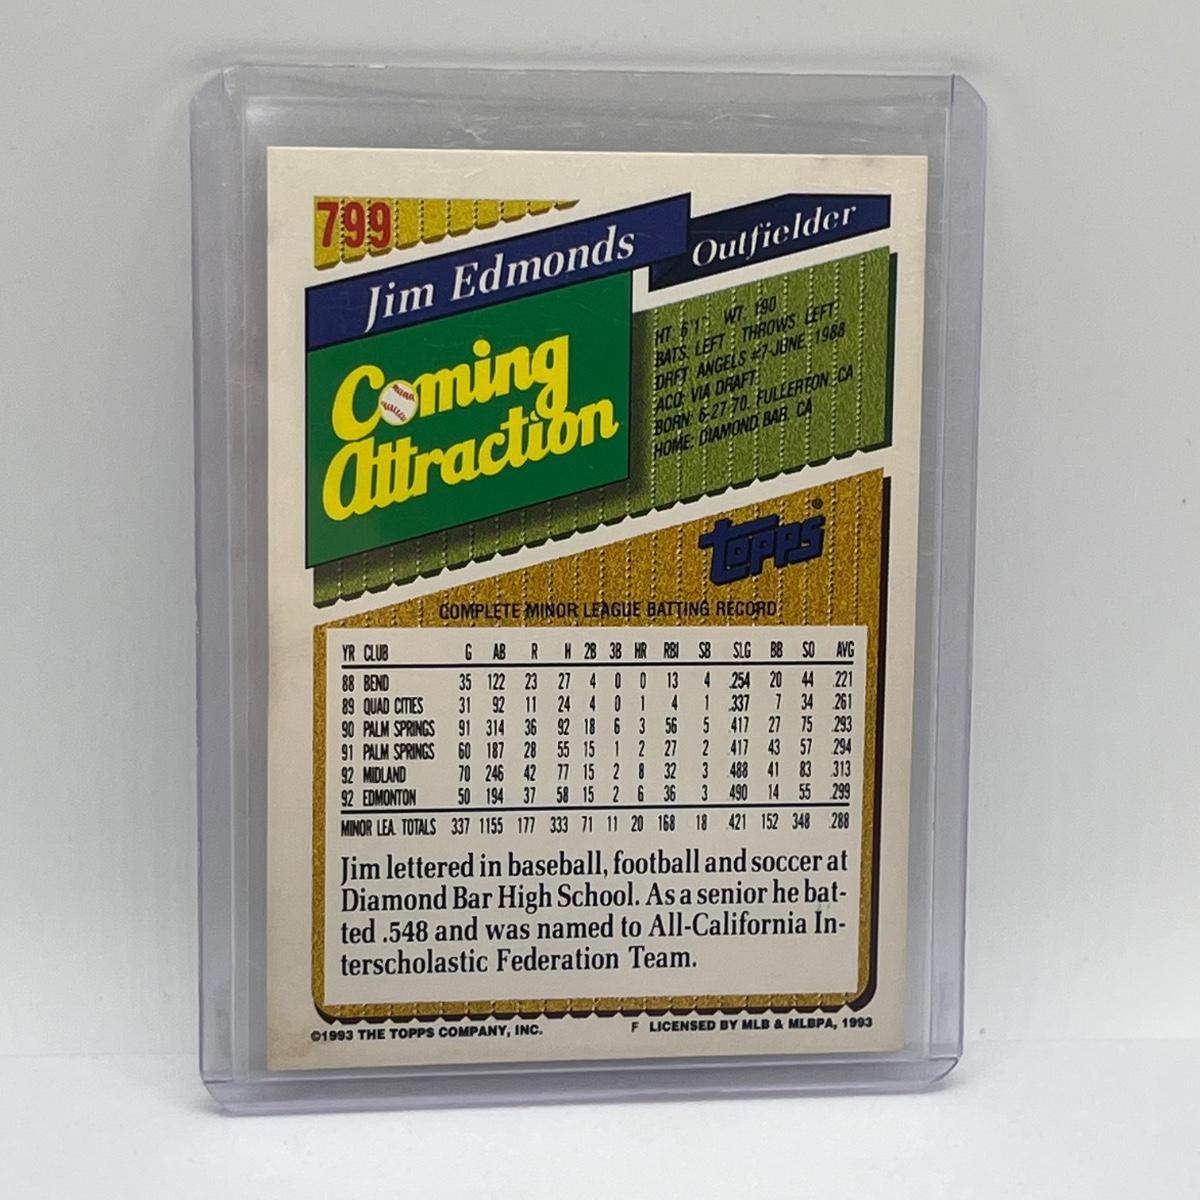 799
Jim Edmonds
Outfielder
Coming
Attraction
HT: 6'1" WT: 190
BATS: LEFT THROWS: LEFT
DRFT: ANGELS #7-JUNE, 1988
ACQ: VIA DRAFT
BORN: 6-27-70, FULLERTON, CA
HOME: DIAMOND BAR, CA
Topps®
COMPLETE MINOR LEAGUE BATTING RECORD
YR CLUB G AB R H 2B 3B HR RBI SB SLG BB SO AVG
88 BEND 35 122 23 27 4 0 0 13 4 .254 20 44 .221
89 QUAD CITIES 31 92 11 24 4 0 1 4 1 .337 7 34 .261
90 PALM SPRINGS 91 314 36 92 18 6 3 56 5 .417 27 75 .293
91 PALM SPRINGS 60 187 28 55 15 1 2 27 2 .417 43 57 .294
92 MIDLAND 70 246 42 77 15 2 8 32 3 .488 41 83 .313
92 EDMONTON 50 194 37 58 15 2 6 36 3 .490 14 55 .299
MINOR LEA. TOTALS 337 1155 177 333 71 11 20 168 18 .421 152 348 .288
Jim lettered in baseball, football and soccer at
Diamond Bar High School. As a senior he bat-
ted .548 and was named to All-California In-
terscholastic Federation Team.
©1993 THE TOPPS COMPANY, INC. F LICENSED BY MLB & MLBPA, 1993